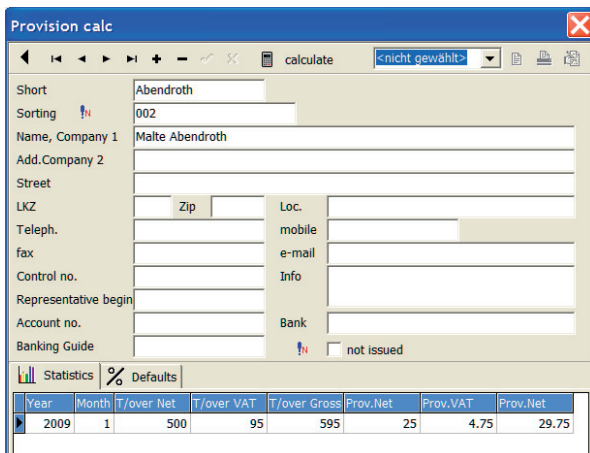 Provision calc
calculate <nicht gewählt>
Short Abendroth
Sorting N 002
Name, Company 1 Malte Abendroth
Add.Company 2
Street
LKZ Zip Loc.
Teleph. mobile
fax e-mail
Control no. Info
Representative begin
Account no. Bank
Banking Guide N not issued
Statistics % Defaults
Year Month T/over Net T/over VAT T/over Gross Prov.Net Prov.VAT Prov.Net
2009 1 500 95 595 25 4.75 29.75